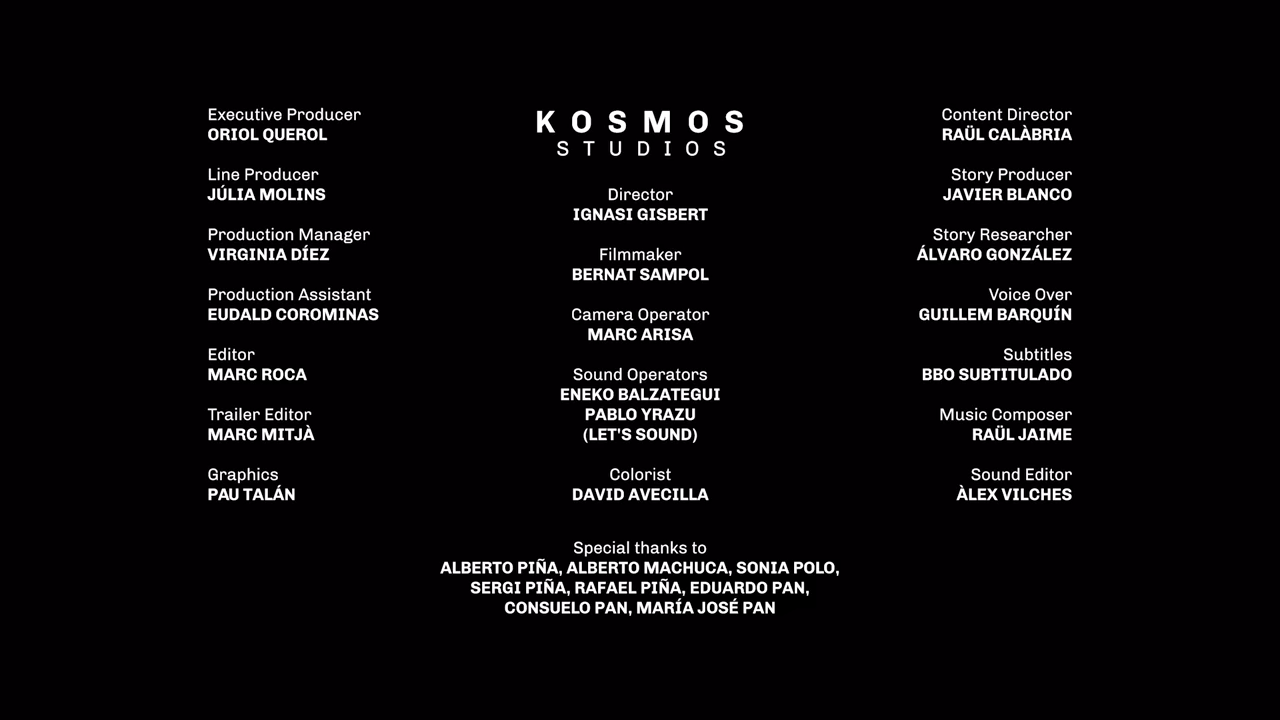 Executive Producer
ORIOL QUEROL
Line Producer
JÚLIA MOLINS
Production Manager
VIRGINIA DÍEZ
Production Assistant
EUDALD COROMINAS
Editor
MARC ROCA
Trailer Editor
MARC MITJÀ
Graphics
PAU TALÁN
KOSMOS
STUDIOS
Director
IGNASI GISBERT
Filmmaker
BERNAT SAMPOL
Camera Operator
MARC ARISA
Sound Operators
ENEKO BALZATEGUI
PABLO YRAZU
(LET'S SOUND)
Colorist
DAVID AVECILLA
Content Director
RAÜL CALÀBRIA
Story Producer
JAVIER BLANCO
Story Researcher
ÁLVARO GONZÁLEZ
Voice Over
GUILLEM BARQUÍN
Subtitles
BBO SUBTITULADO
Music Composer
RAÜL JAIME
Sound Editor
ÀLEX VILCHES
Special thanks to
ALBERTO PIÑA, ALBERTO MACHUCA, SONIA POLO,
SERGI PIÑA, RAFAEL PIÑA, EDUARDO PAN,
CONSUELO PAN, MARÍA JOSÉ PAN